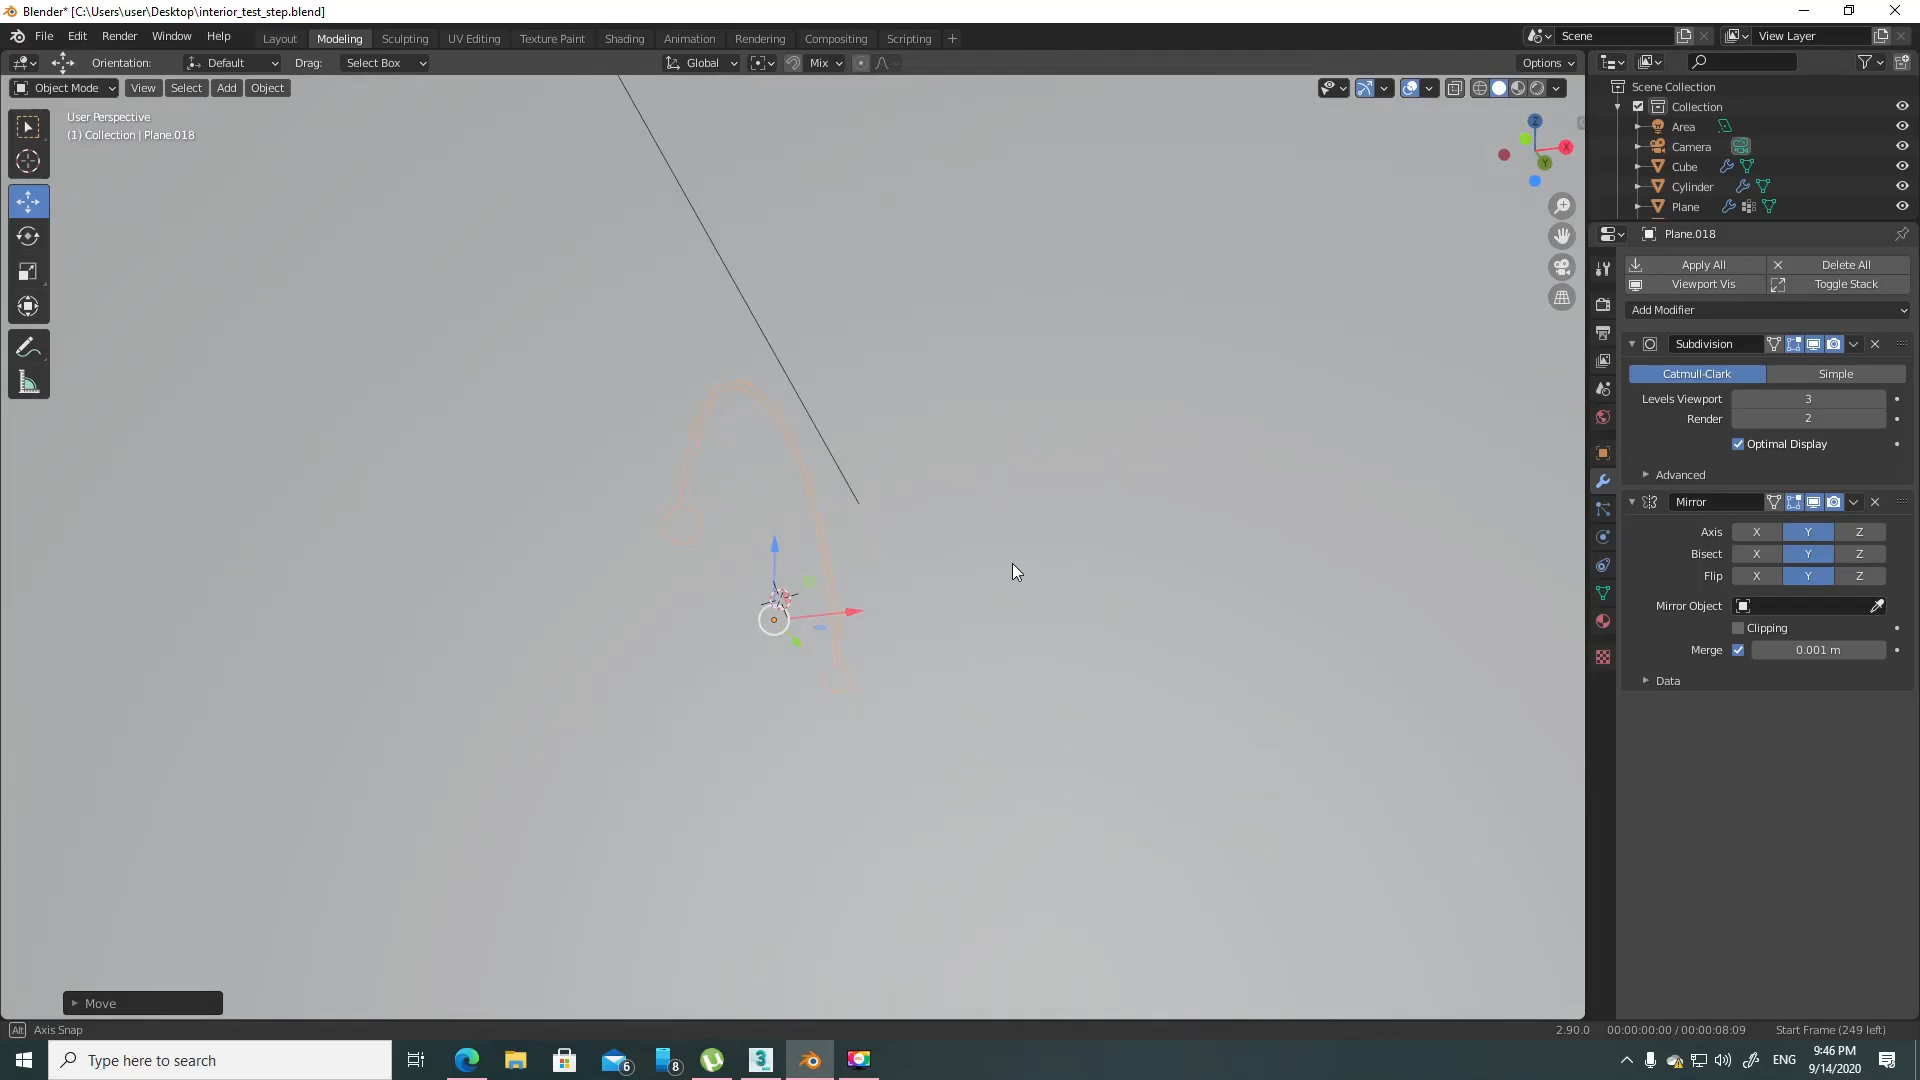 Blender* [C:\Users\user\Desktop\interior_test_step.blend]
File Edit Render Window Help
Layout Modeling Sculpting UV Editing Texture Paint Shading Animation Rendering Compositing Scripting +
Scene
View Layer
Orientation: Default Drag: Select Box
Global Mix
Options
Object Mode View Select Add Object
User Perspective
(1) Collection | Plane.018
Z
X
Y
Scene Collection
Collection
Area
Camera
Cube
Cylinder
Plane
Plane.018
Apply All Delete All
Viewport Vis Toggle Stack
Add Modifier
Subdivision
Catmull-Clark Simple
Levels Viewport 3
Render 2
Optimal Display
Advanced
Mirror
Axis X Y Z
Bisect X Y Z
Flip X Y Z
Mirror Object
Clipping
Merge 0.001 m
Data
Move
Alt Axis Snap
2.90.0 00:00:00:00 / 00:00:08:09 Start Frame (249 left)
Type here to search
6
8
3
ENG
9:46 PM
9/14/2020